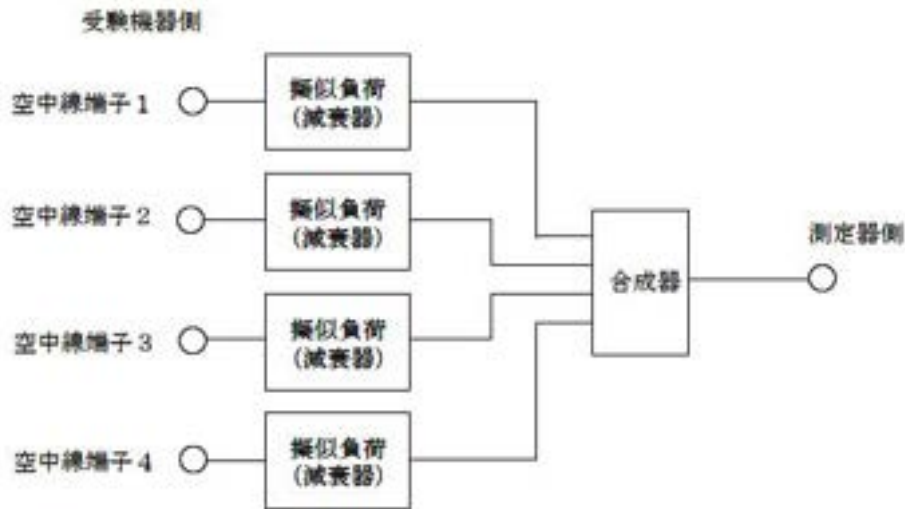 受験機器側
空中線端子1
擬似負荷
(減衰器)
空中線端子2
擬似負荷
(減衰器)
測定器側
合成器
空中線端子3
擬似負荷
(減衰器)
空中線端子4
擬似負荷
(減衰器)